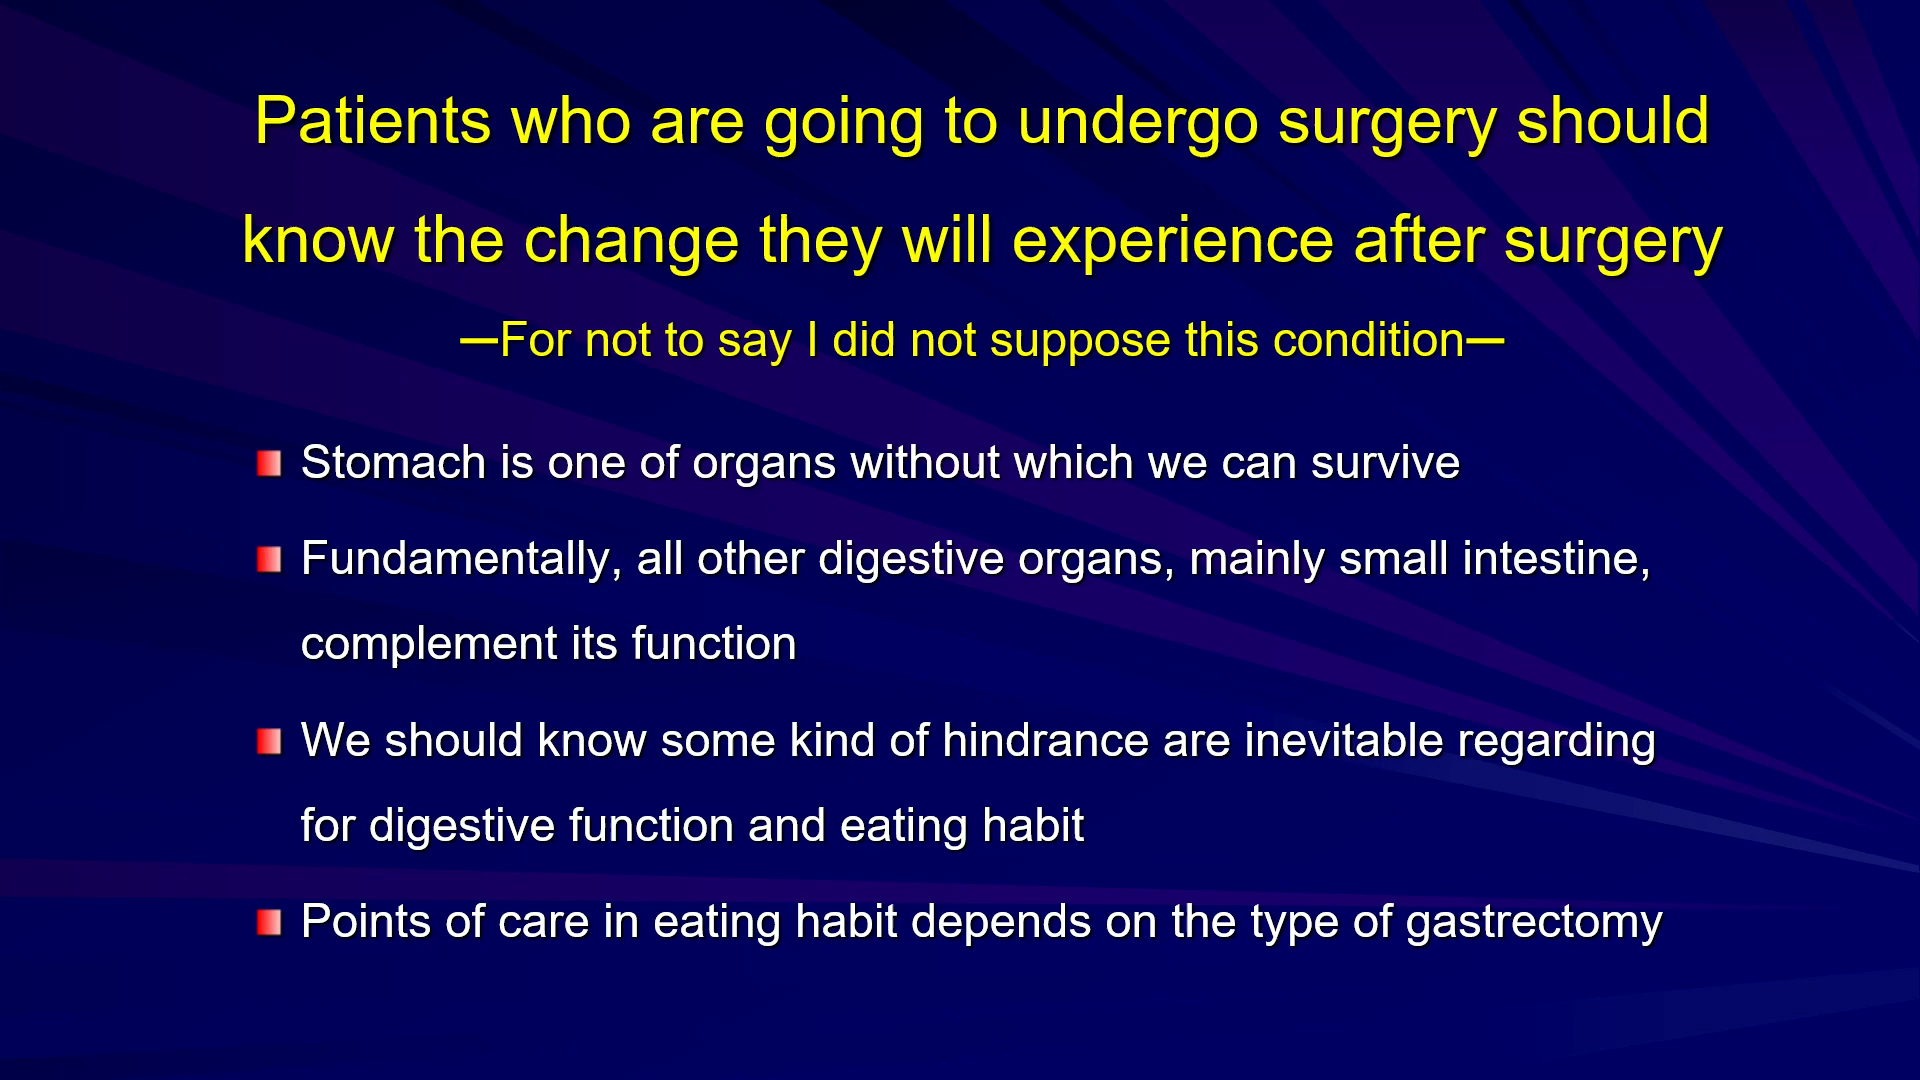 Patients who are going to undergo surgery should
know the change they will experience after surgery
—For not to say I did not suppose this condition—
Stomach is one of organs without which we can survive
Fundamentally, all other digestive organs, mainly small intestine,
complement its function
We should know some kind of hindrance are inevitable regarding
for digestive function and eating habit
Points of care in eating habit depends on the type of gastrectomy